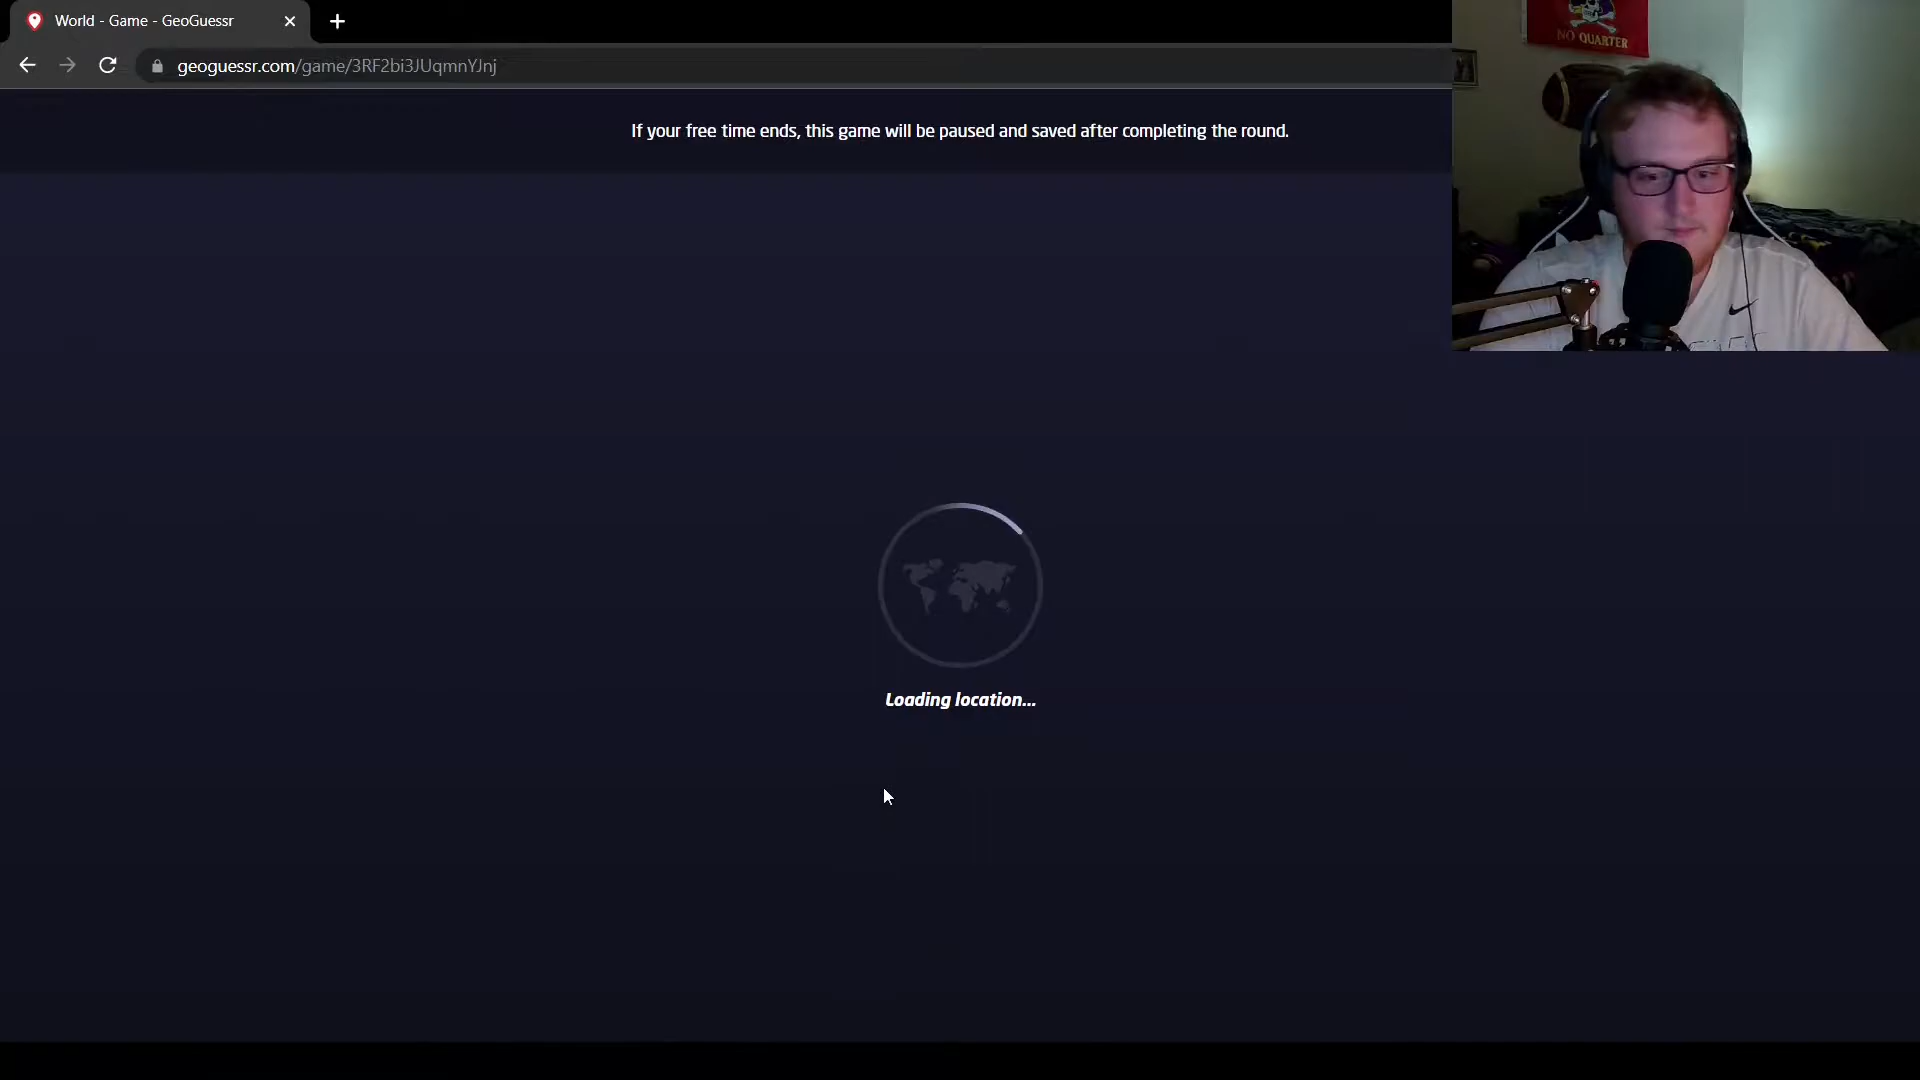 World - Game - GeoGuessr
geoguessr.com/game/3RF2bi3JUqmnYJnj
NO QUARTER
If your free time ends, this game will be paused and saved after completing the round.
Loading location...